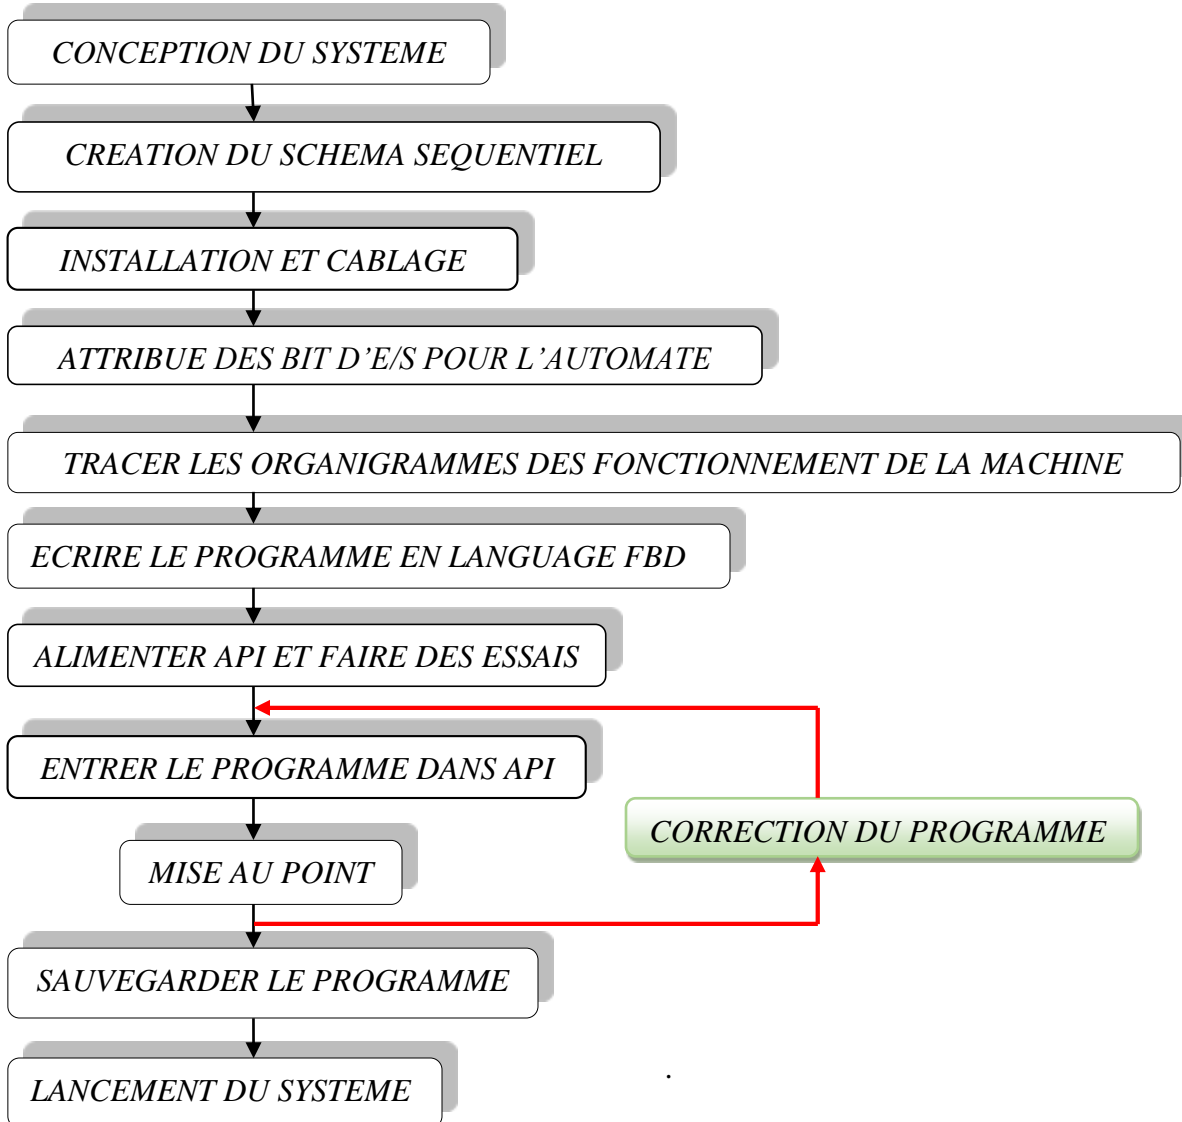 CONCEPTION DU SYSTEME
CREATION DU SCHEMA SEQUENTIEL
INSTALLATION ET CABLAGE
ATTRIBUE DES BIT D’E/S POUR L’AUTOMATE
TRACER LES ORGANIGRAMMES DES FONCTIONNEMENT DE LA MACHINE
ECRIRE LE PROGRAMME EN LANGUAGE FBD
ALIMENTER API ET FAIRE DES ESSAIS
ENTRER LE PROGRAMME DANS API
CORRECTION DU PROGRAMME
MISE AU POINT
SAUVEGARDER LE PROGRAMME
LANCEMENT DU SYSTEME
.